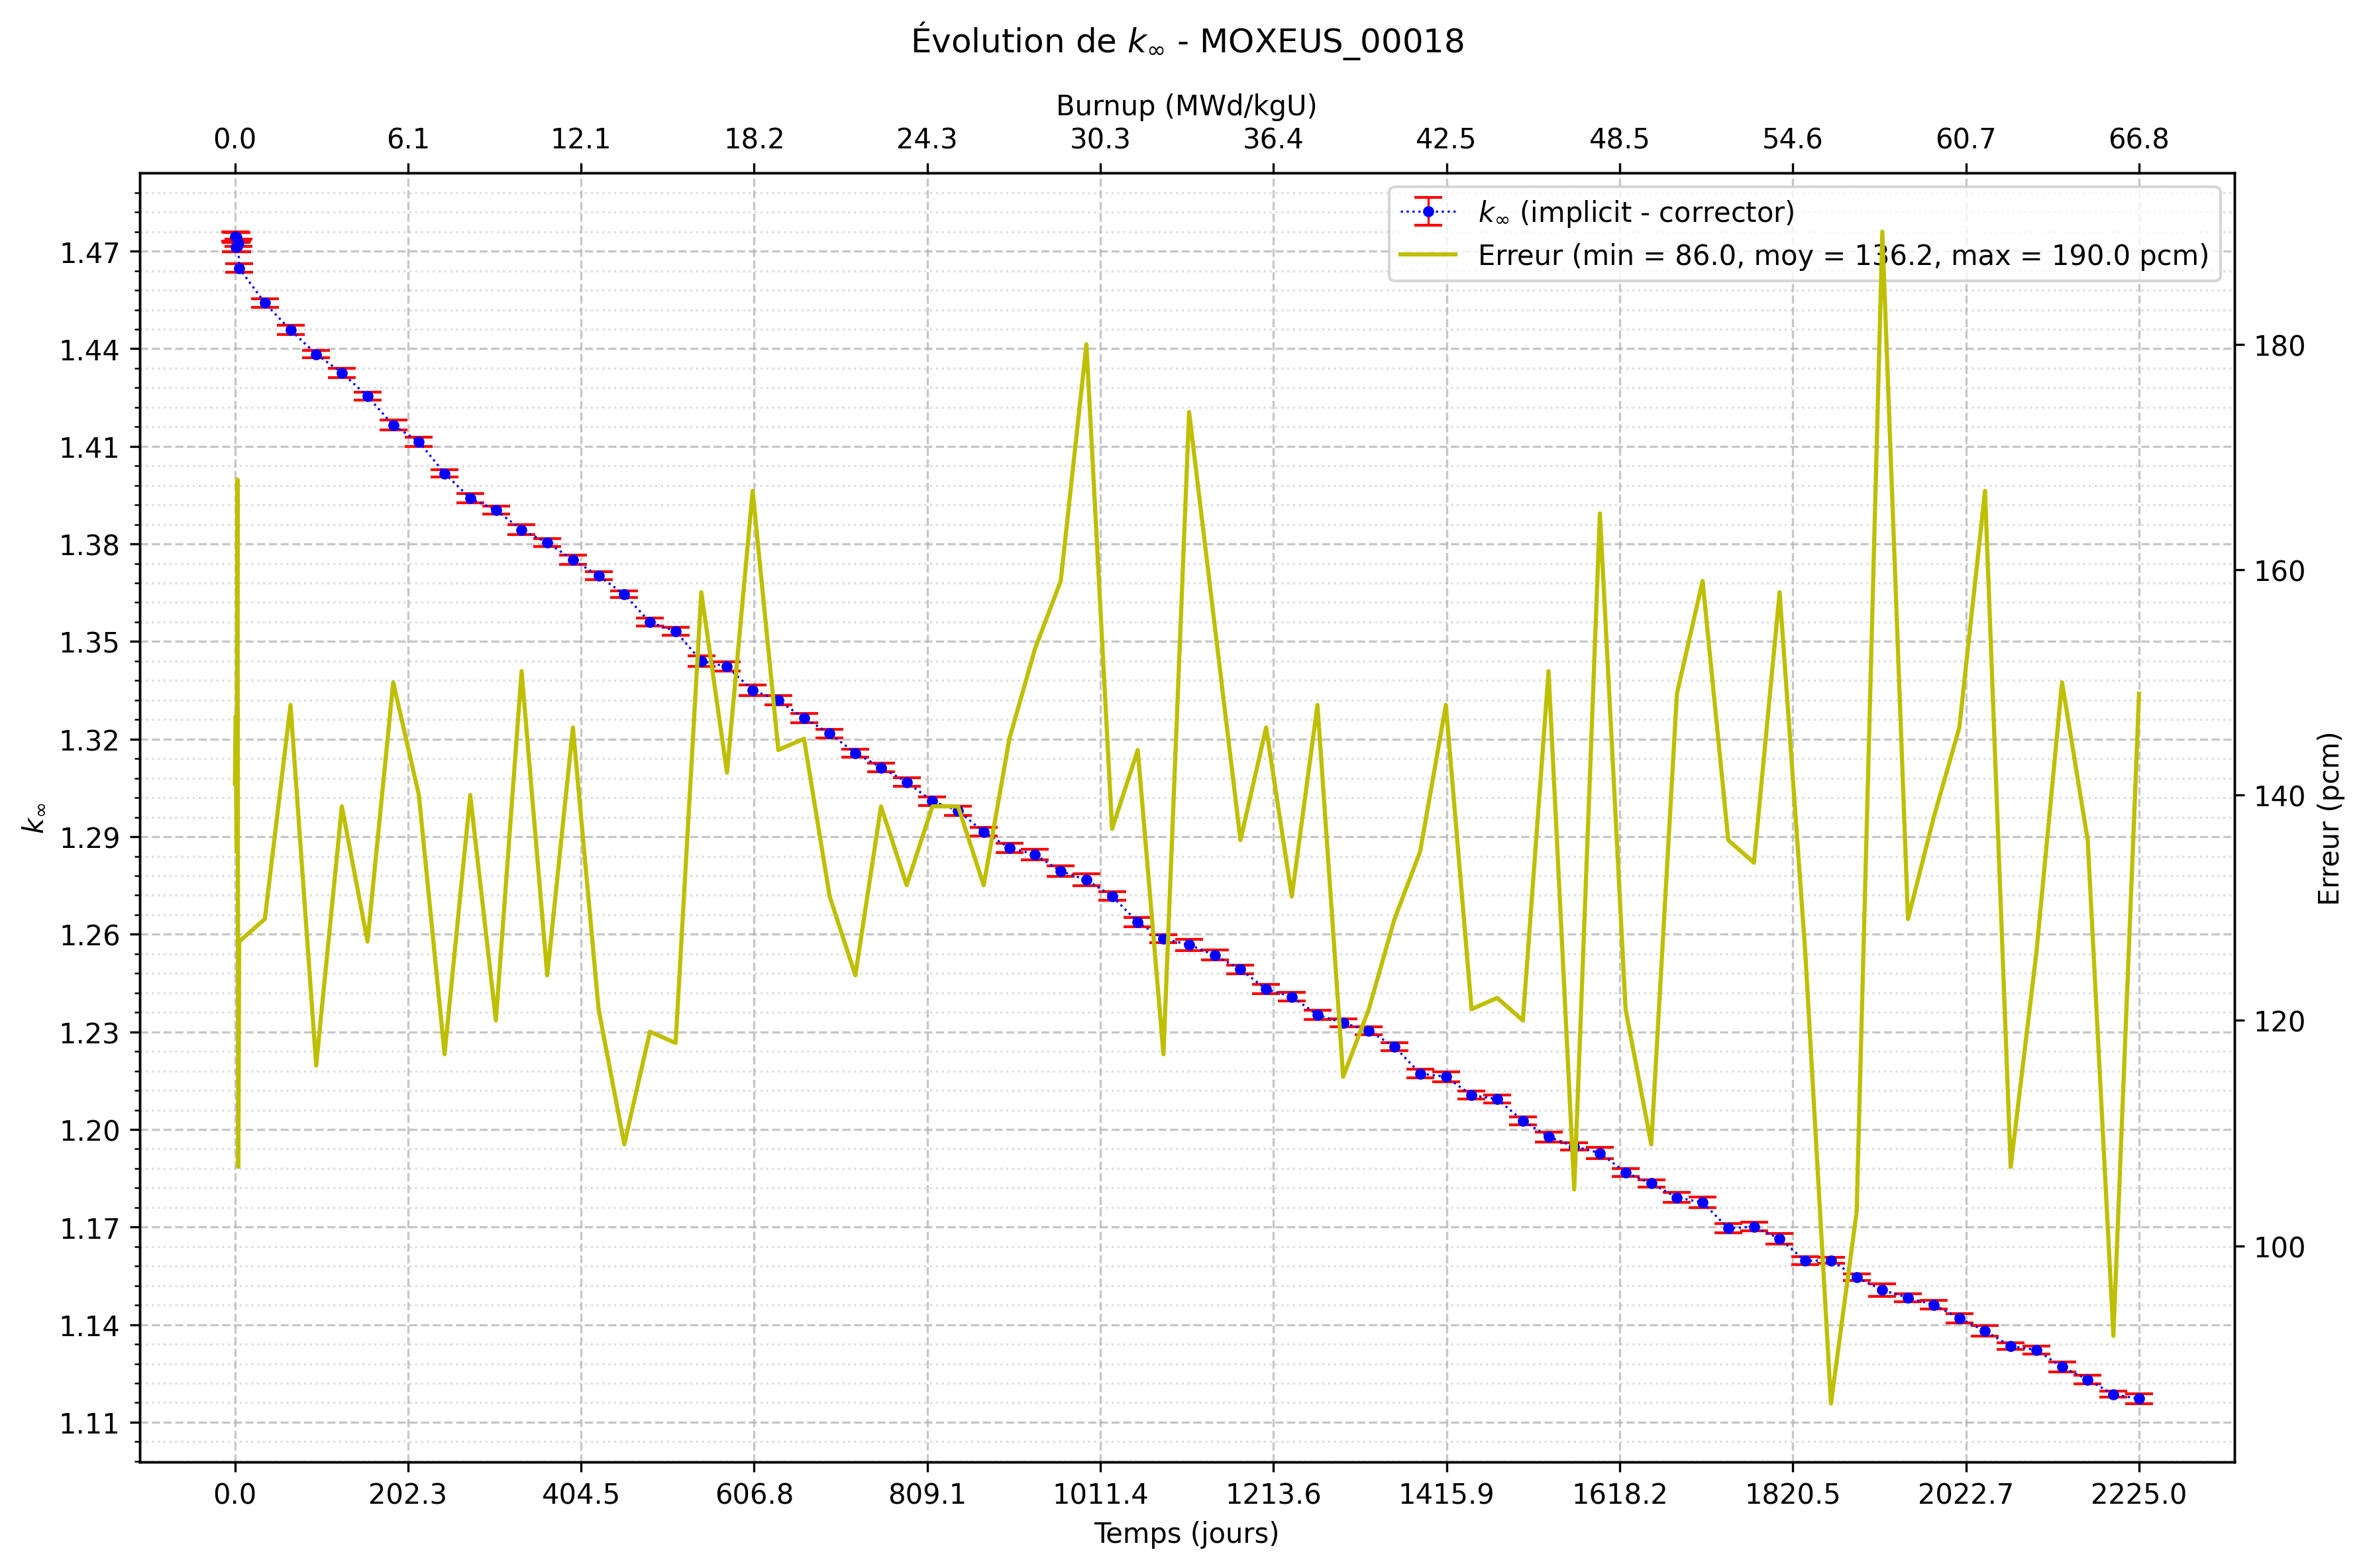 Évolution de k∞ - MOXEUS_00018
Burnup (MWd/kgU)
0.0 6.1 12.1 18.2 24.3 30.3 36.4 42.5 48.5 54.6 60.7 66.8
k∞ (implicit - corrector)
Erreur (min = 86.0, moy = 136.2, max = 190.0 pcm)
1.47
1.44
1.41
1.38
1.35
1.32
1.29
1.26
1.23
1.20
1.17
1.14
1.11
k∞
180
160
140
120
100
Erreur (pcm)
0.0 202.3 404.5 606.8 809.1 1011.4 1213.6 1415.9 1618.2 1820.5 2022.7 2225.0
Temps (jours)